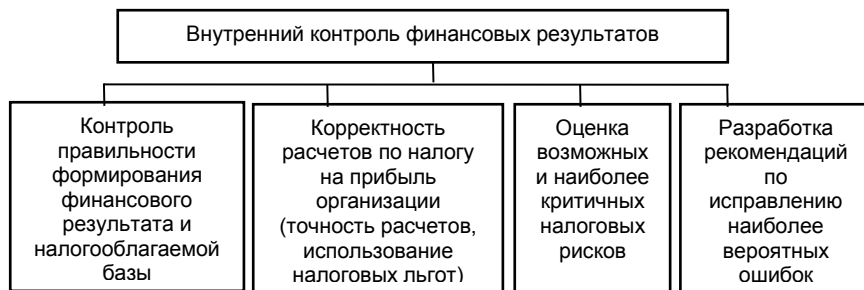 Внутренний контроль финансовых результатов
Контроль
правильности
формирования
финансового
результата и
налогооблагаемой
базы
Корректность
расчетов по налогу
на прибыль
организации
(точность расчетов,
использование
налоговых льгот)
Оценка
возможных
и наиболее
критичных
налоговых
рисков
Разработка
рекомендаций
по
исправлению
наиболее
вероятных
ошибок